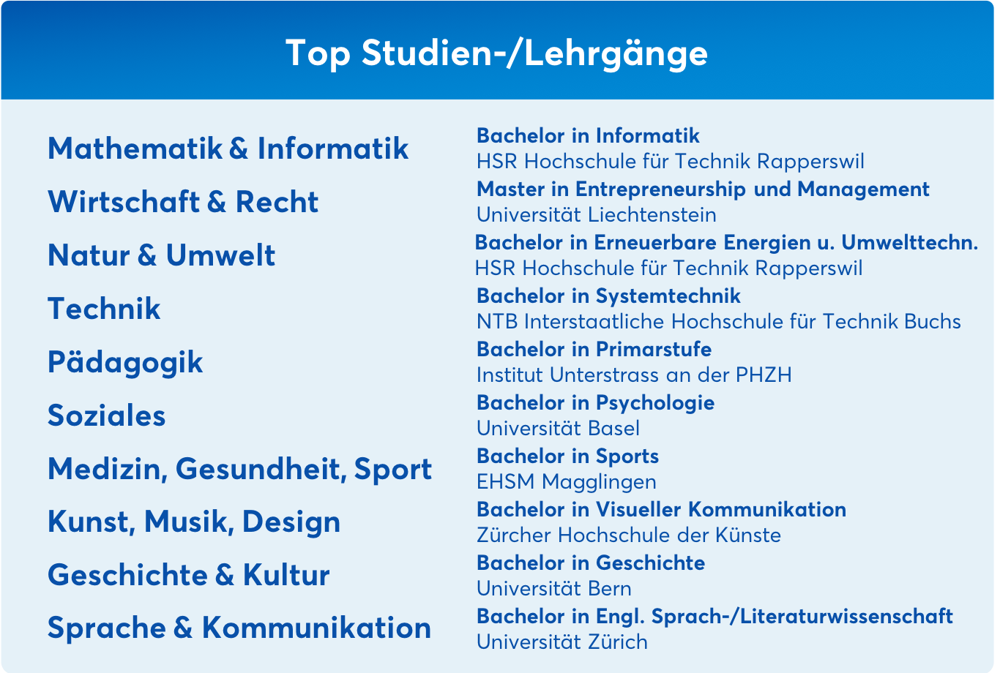 Top Studien-/Lehrgänge
Mathematik & Informatik
Bachelor in Informatik
HSR Hochschule für Technik Rapperswil
Wirtschaft & Recht
Master in Entrepreneurship und Management
Universität Liechtenstein
Natur & Umwelt
Bachelor in Erneuerbare Energien u. Umwelttechn.
HSR Hochschule für Technik Rapperswil
Technik
Bachelor in Systemtechnik
NTB Interstaatliche Hochschule für Technik Buchs
Pädagogik
Bachelor in Primarstufe
Institut Unterstrass an der PHZH
Soziales
Bachelor in Psychologie
Universität Basel
Medizin, Gesundheit, Sport
Bachelor in Sports
EHSM Magglingen
Kunst, Musik, Design
Bachelor in Visueller Kommunikation
Zürcher Hochschule der Künste
Geschichte & Kultur
Bachelor in Geschichte
Universität Bern
Sprache & Kommunikation
Bachelor in Engl. Sprach-/Literaturwissenschaft
Universität Zürich